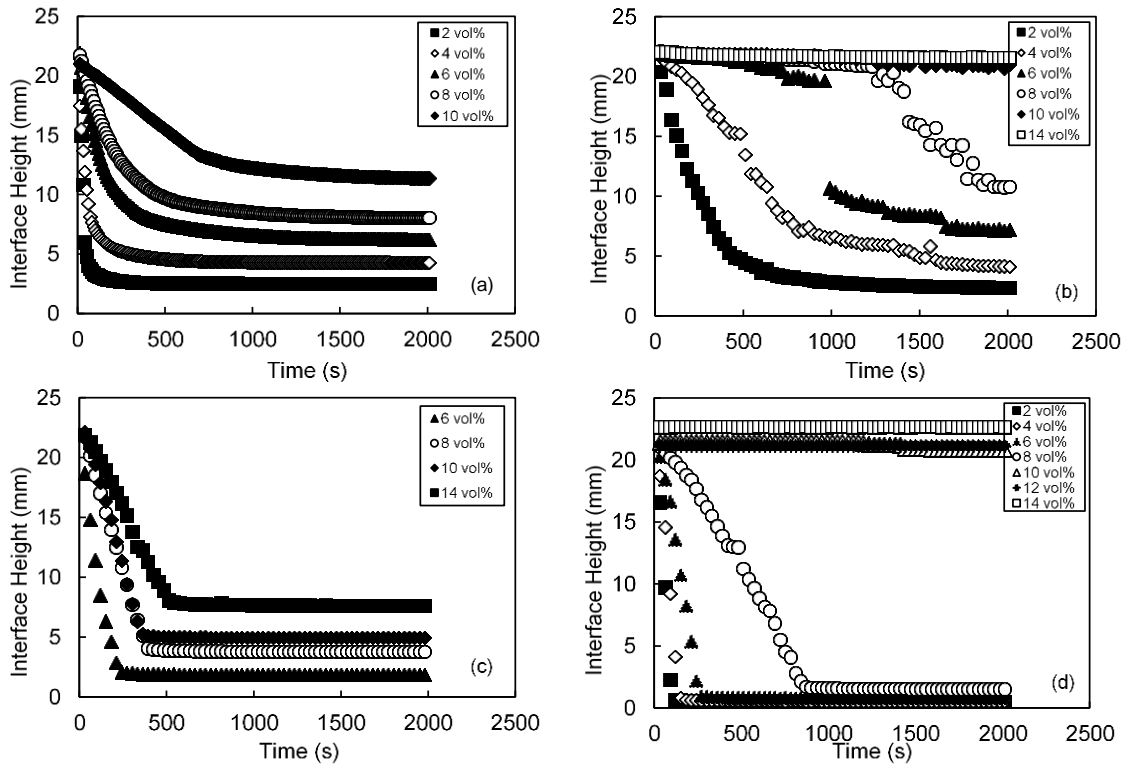 25
20
15
10
5
0
Interface Height (mm)
2 vol%
4 vol%
6 vol%
8 vol%
10 vol%
(a)
0 500 1000 1500 2000 2500
Time (s)
25
20
15
10
5
0
Interface Height (mm)
2 vol%
4 vol%
6 vol%
8 vol%
10 vol%
14 vol%
(b)
0 500 1000 1500 2000 2500
Time (s)
25
20
15
10
5
0
Interface Height (mm)
6 vol%
8 vol%
10 vol%
14 vol%
(c)
0 500 1000 1500 2000 2500
Time (s)
25
20
15
10
5
0
Interface Height (mm)
2 vol%
4 vol%
6 vol%
8 vol%
10 vol%
12 vol%
14 vol%
(d)
0 500 1000 1500 2000 2500
Time (s)